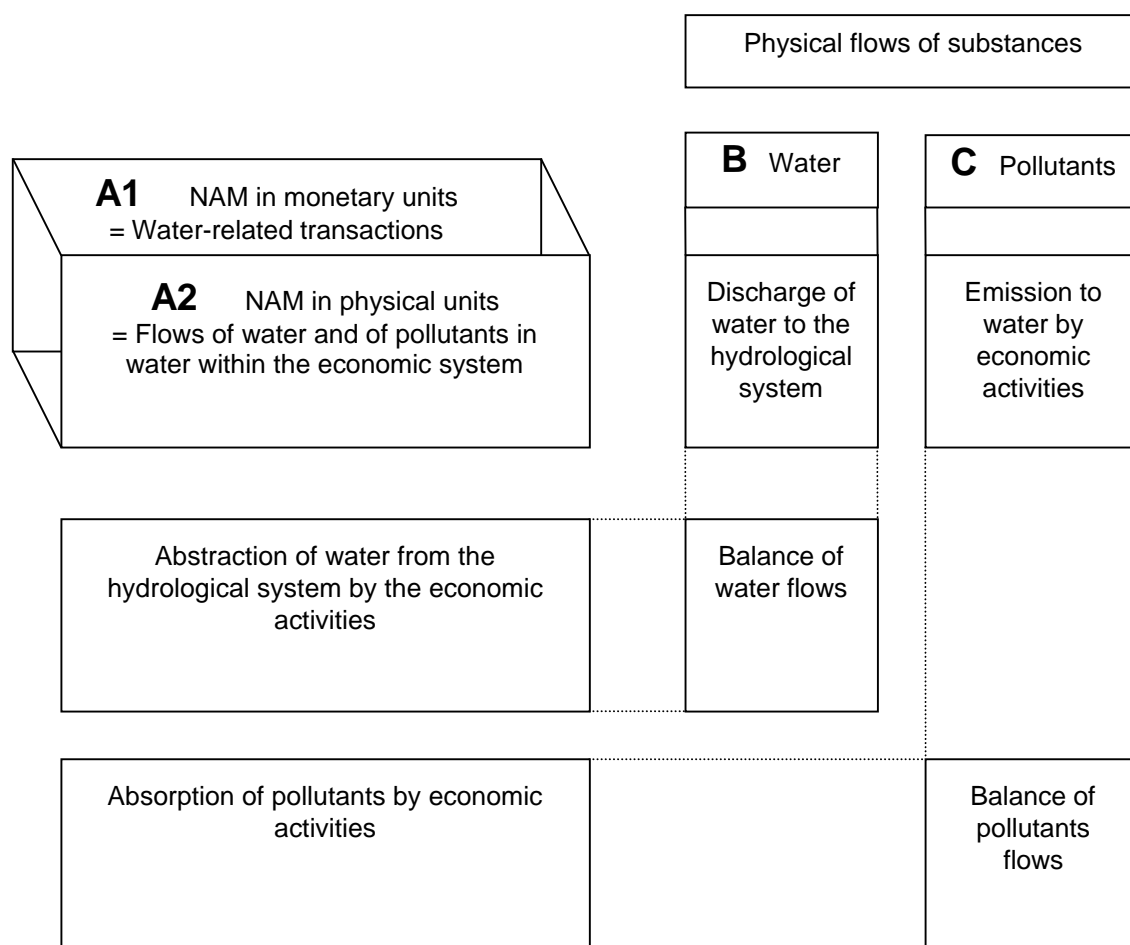 Physical flows of substances
B Water
C Pollutants
A1 NAM in monetary units
= Water-related transactions
A2 NAM in physical units
= Flows of water and of pollutants in
water within the economic system
Discharge of
water to the
hydrological
system
Emission to
water by
economic
activities
Abstraction of water from the
hydrological system by the economic
activities
Balance of
water flows
Absorption of pollutants by economic
activities
Balance of
pollutants
flows